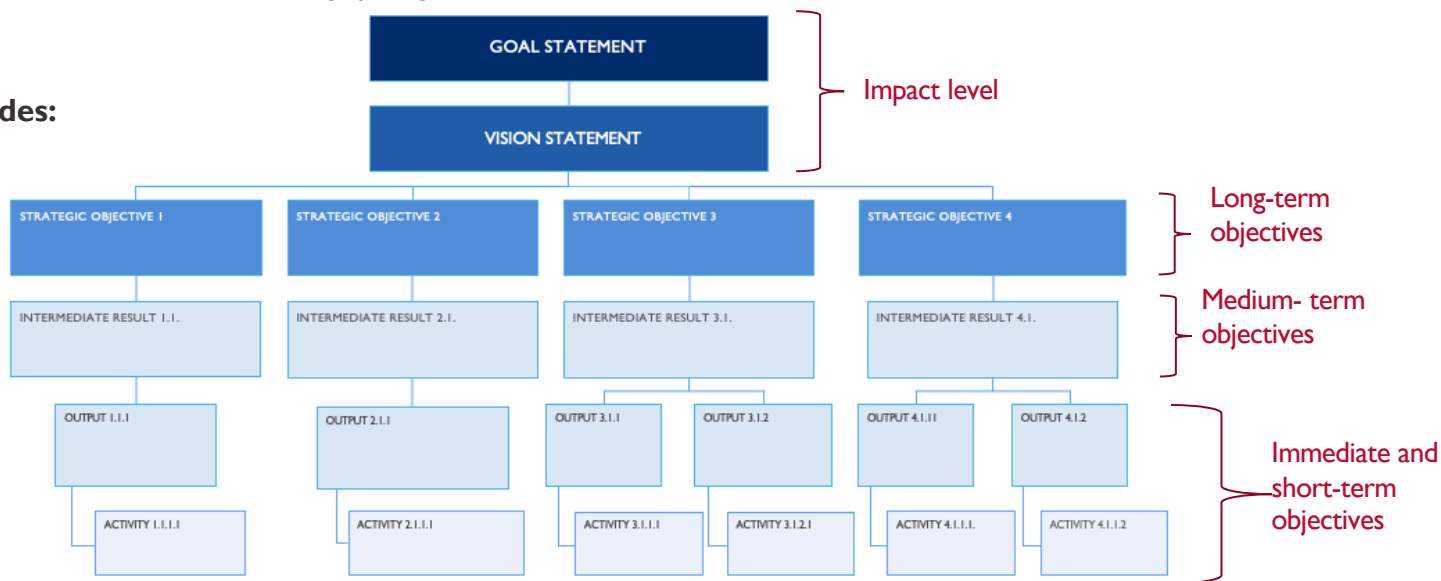 GOAL STATEMENT
Impact level
des:
VISION STATEMENT
STRATEGIC OBJECTIVE 1
STRATEGIC OBJECTIVE 2
STRATEGIC OBJECTIVE 3
STRATEGIC OBJECTIVE 4
Long-term
objectives
INTERMEDIATE RESULT 1.1.
INTERMEDIATE RESULT 2.1.
INTERMEDIATE RESULT 3.1.
INTERMEDIATE RESULT 4.1.
Medium- term
objectives
OUTPUT 1.1.1
OUTPUT 2.1.1
OUTPUT 3.1.1
OUTPUT 3.1.2
OUTPUT 4.1.11
OUTPUT 4.1.2
Immediate and
short-term
objectives
ACTIVITY 1.1.1.1
ACTIVITY 2.1.1.1
ACTIVITY 3.1.1.1
ACTIVITY 3.1.2.1
ACTIVITY 4.1.1.1.
ACTIVITY 4.1.1.2